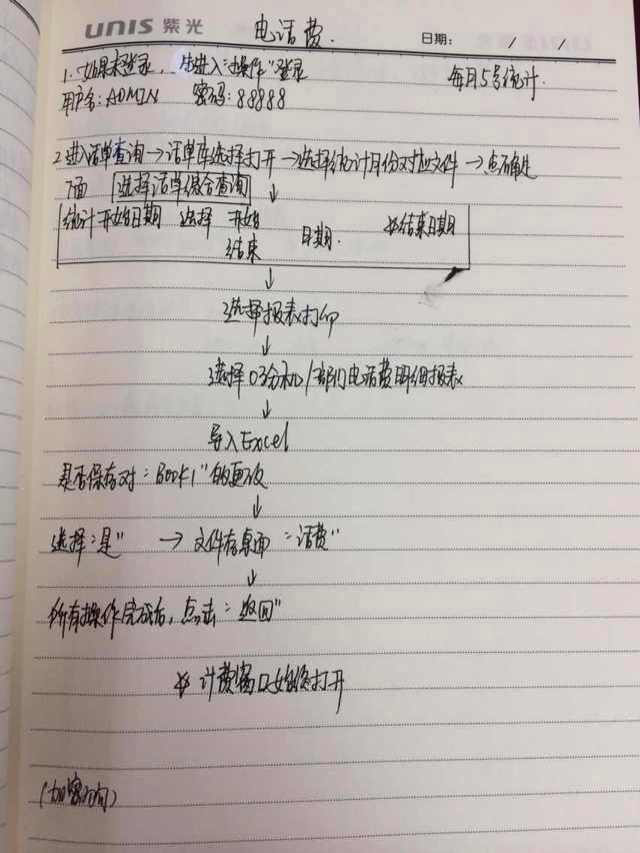 UNIS 紫光
电话费.
日期: / /
1. 如果未登录, 先进入"操作"登录
每月5号统计.
用户名: ADMIN 密码: 88888
2. 进入话单查询→话单库选择打开→选择统计月份对应文件→点确定
下面 选择话单综合查询 ↓
统计开始日期 选择 开始 日期. *结束日期
结束
↓
选择报表打印
↓
选择03分机/部门电话费明细报表
↓
导入Excel
是否保存对"Book1"的更改
↓
选择"是" → 文件存桌面"话费"
↓
所有操作完成后, 点击"返回"
* 计费窗口始终打开
(加密狗)